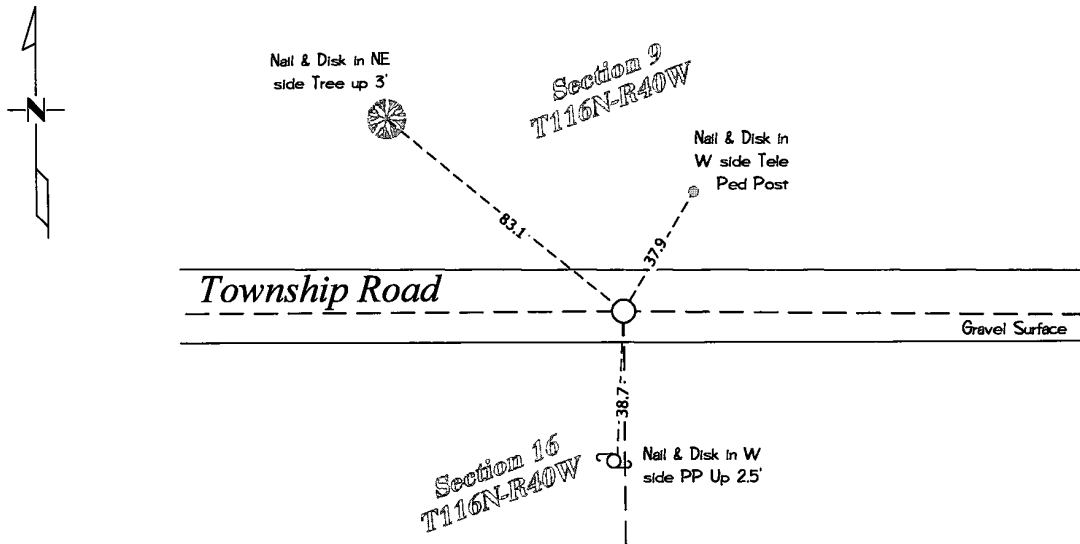 N
Nail & Disk in NE
side Tree up 3'
Section 9
T116N-R40W
Nail & Disk in
W side Tele
Ped Post
83.1
37.9
Township Road
Gravel Surface
38.7
Section 16
T116N-R40W
Nail & Disk in W
side PP Up 2.5'